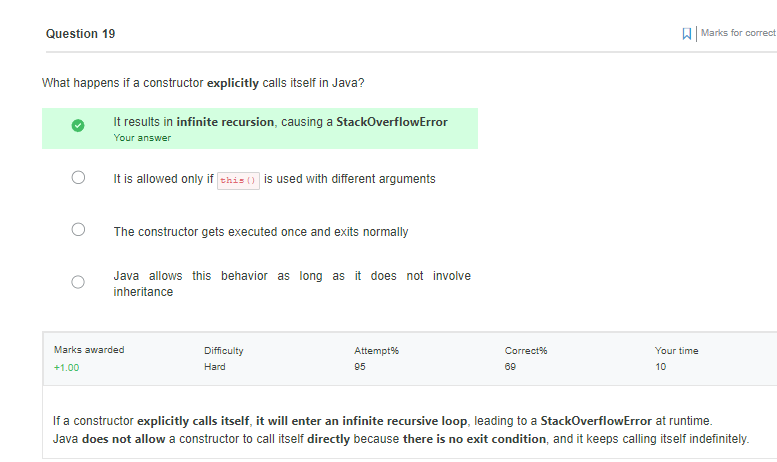 Question 19
Marks for correct
What happens if a constructor explicitly calls itself in Java?
It results in infinite recursion, causing a StackOverflowError
Your answer
It is allowed only if this() is used with different arguments
The constructor gets executed once and exits normally
Java allows this behavior as long as it does not involve
inheritance
Marks awarded Difficulty Attempt% Correct% Your time
+1.00 Hard 95 69 10
If a constructor explicitly calls itself, it will enter an infinite recursive loop, leading to a StackOverflowError at runtime.
Java does not allow a constructor to call itself directly because there is no exit condition, and it keeps calling itself indefinitely.